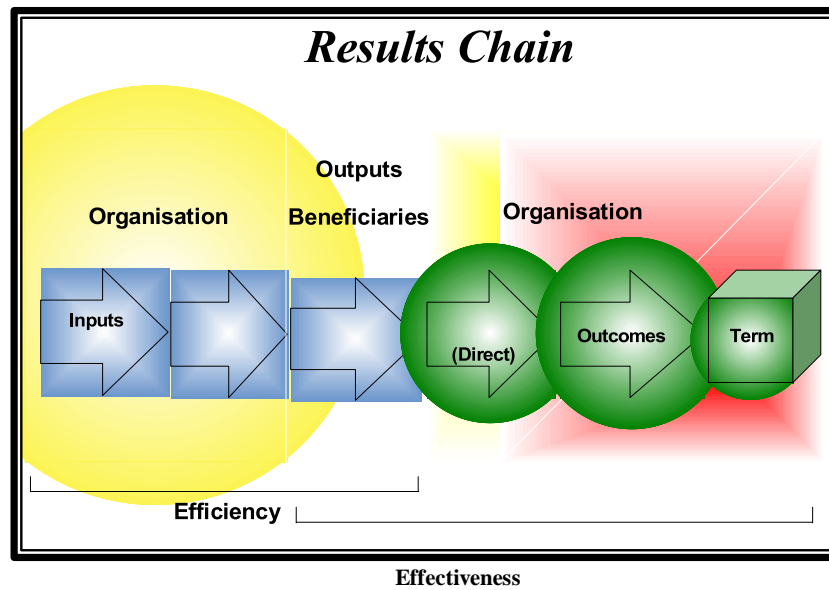 Results Chain
Outputs
Organisation
Beneficiaries
Organisation
Inputs
(Direct)
Outcomes
Term
Efficiency
Effectiveness